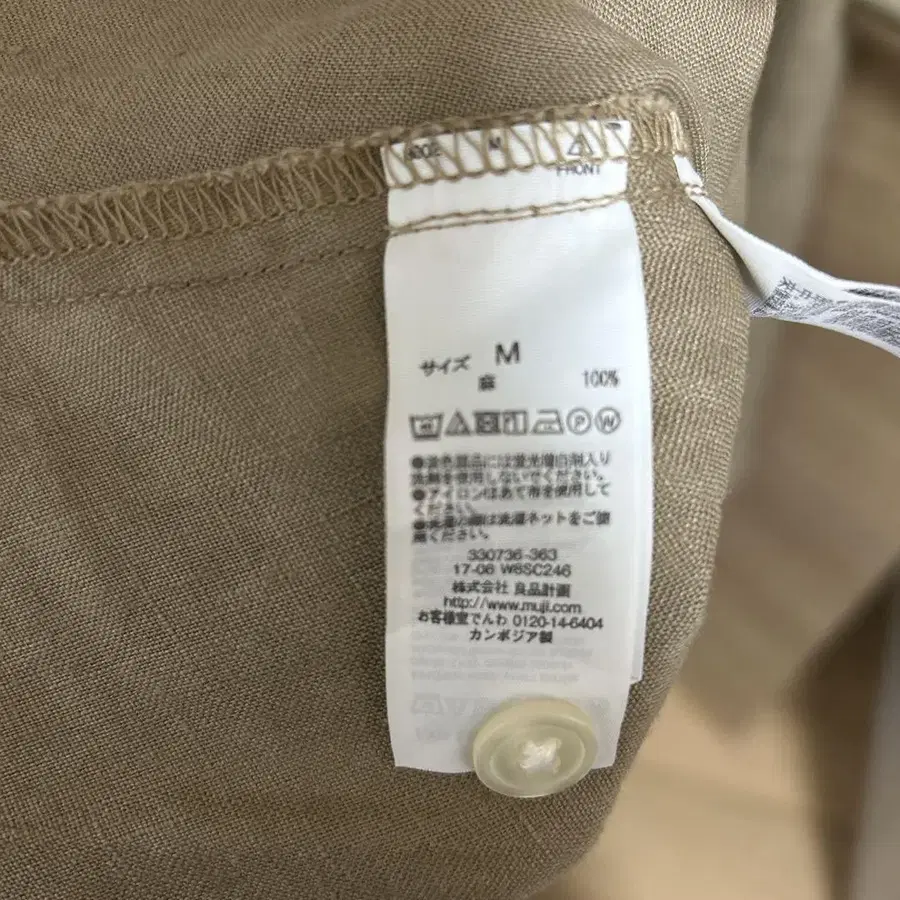 M
FRONT
サイズ M
麻 100%
P W
●淡色製品には蛍光増白剤入り
洗剤を使用しないでください。
●アイロンはあて布を使用して
ください。
●洗濯の際は洗濯ネットをご使
用ください。
330736-363
17-06 W8SC246
株式会社 良品計画
http://www.muji.com
お客様室でんわ 0120-14-6404
カンボジア製